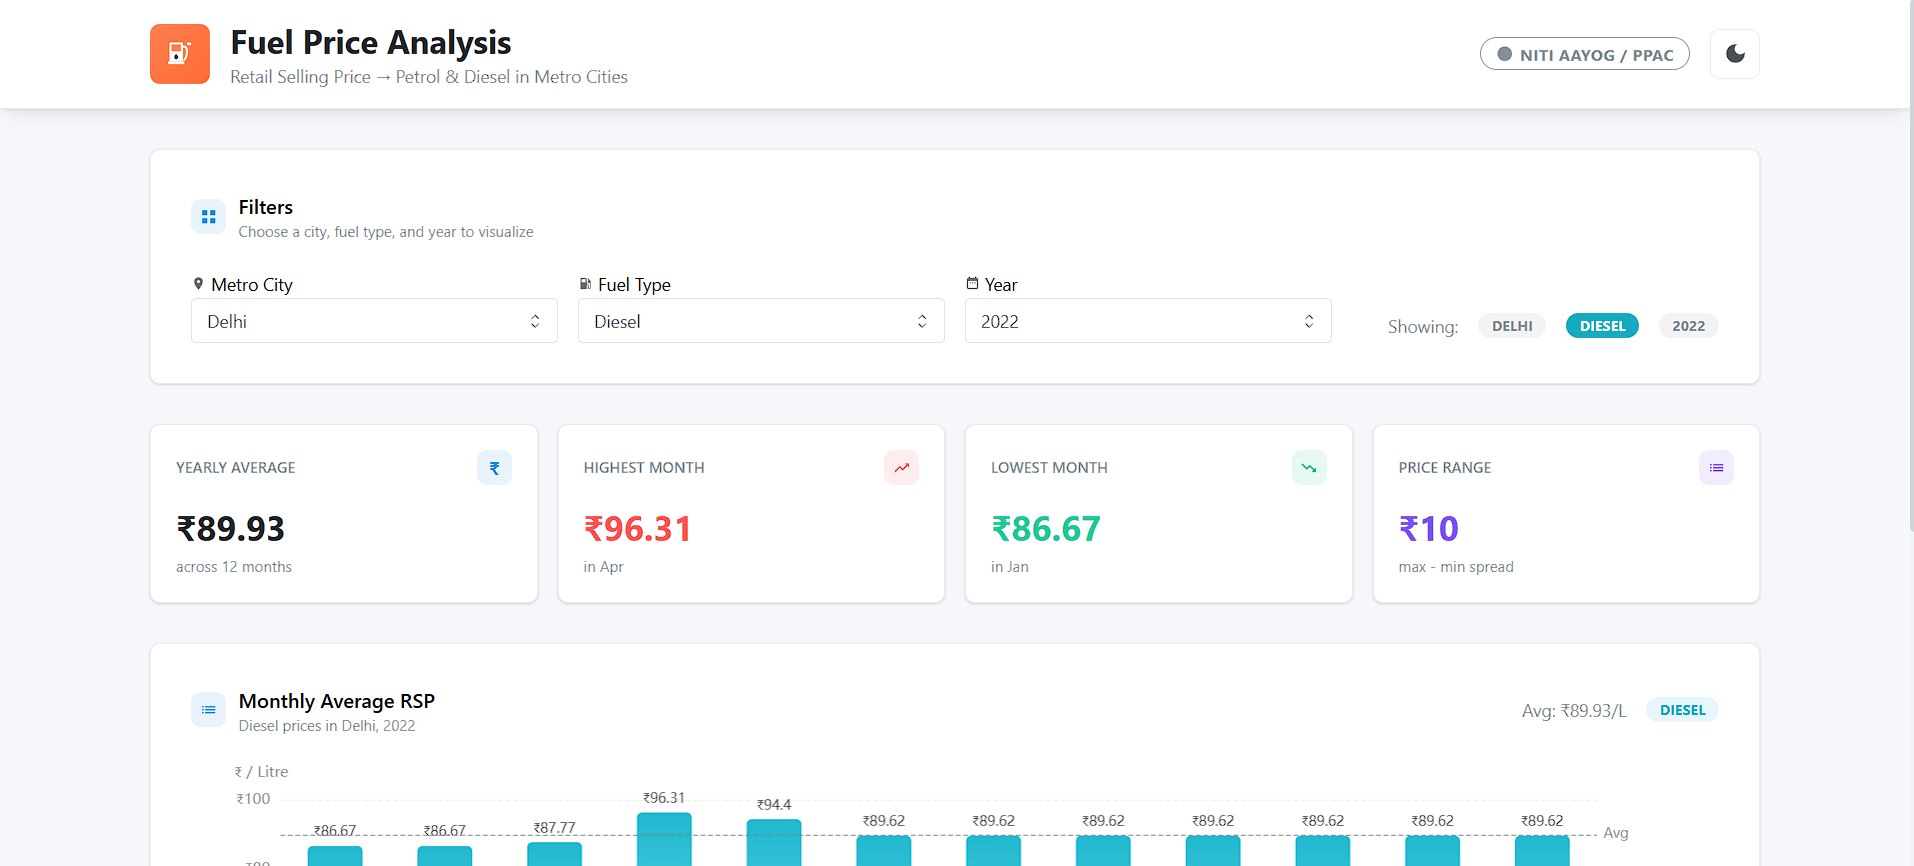 Fuel Price Analysis
Retail Selling Price → Petrol & Diesel in Metro Cities
NITI AAYOG / PPAC
Filters
Choose a city, fuel type, and year to visualize
Metro City
Fuel Type
Year
Delhi
Diesel
2022
Showing:
DELHI
DIESEL
2022
YEARLY AVERAGE
₹
₹89.93
across 12 months
HIGHEST MONTH
₹96.31
in Apr
LOWEST MONTH
₹86.67
in Jan
PRICE RANGE
₹10
max - min spread
Monthly Average RSP
Diesel prices in Delhi, 2022
Avg: ₹89.93/L
DIESEL
₹ / Litre
₹100
₹86.67
₹86.67
₹87.77
₹96.31
₹94.4
₹89.62
₹89.62
₹89.62
₹89.62
₹89.62
₹89.62
₹89.62
Avg